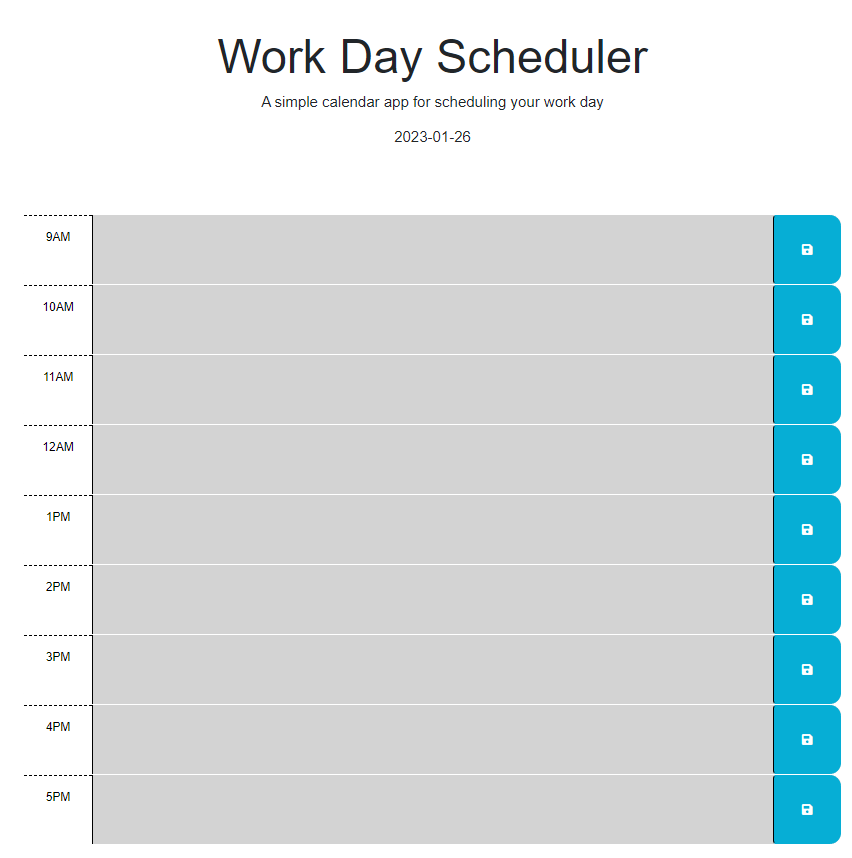 Work Day Scheduler
A simple calendar app for scheduling your work day
2023-01-26
9AM
10AM
11AM
12AM
1PM
2PM
3PM
4PM
5PM